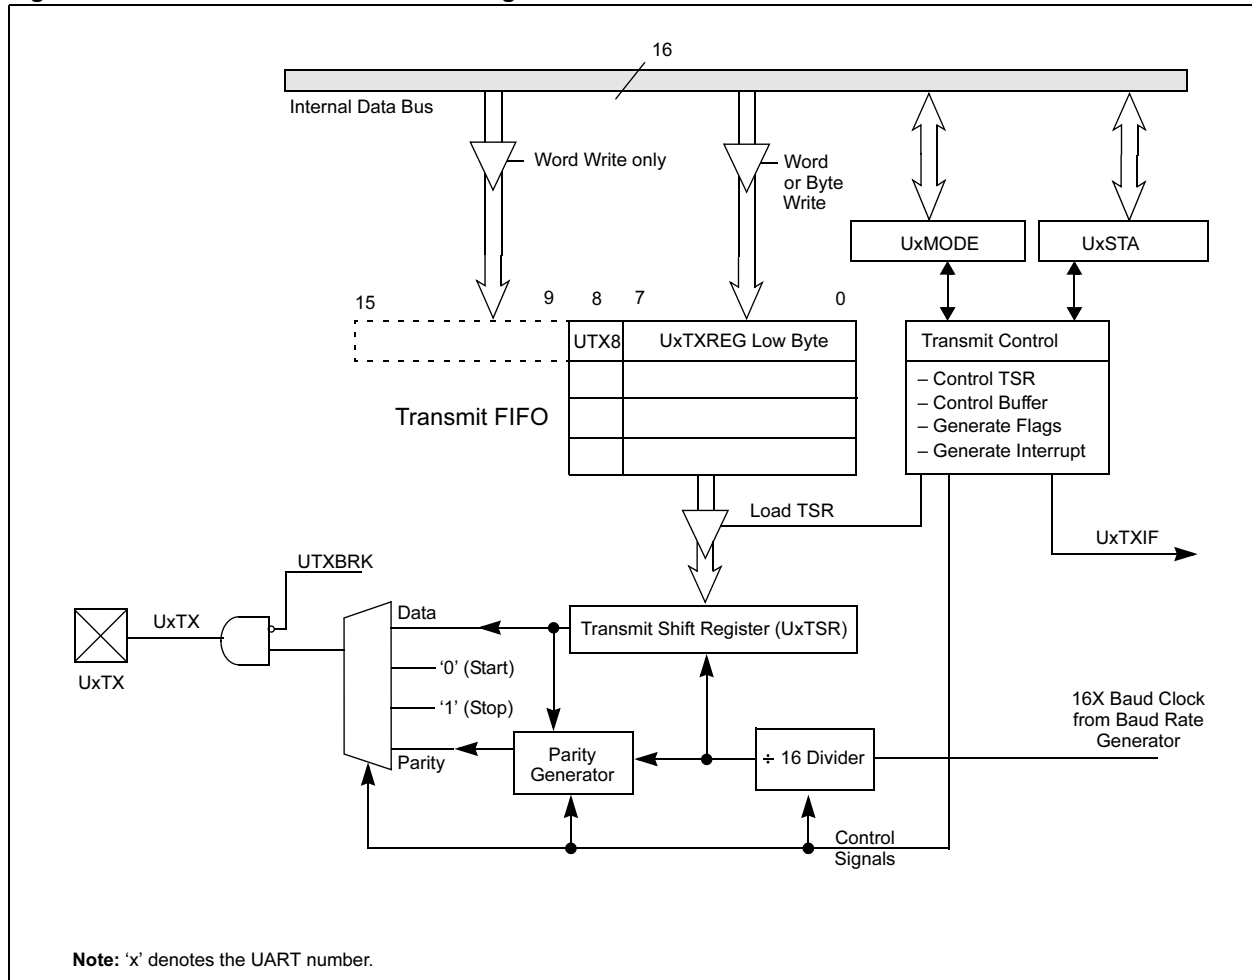 16
Internal Data Bus
Word Write only
Word
or Byte
Write
UxMODE
UxSTA
15
9
8
7
0
UTX8
UxTXREG Low Byte
Transmit Control
– Control TSR
– Control Buffer
– Generate Flags
– Generate Interrupt
Transmit FIFO
Load TSR
UxTXIF
UTXBRK
UxTX
UxTX
Data
Transmit Shift Register (UxTSR)
‘0’ (Start)
‘1’ (Stop)
Parity
Parity
Generator
÷ 16 Divider
16X Baud Clock
from Baud Rate
Generator
Control
Signals
Note: ‘x’ denotes the UART number.